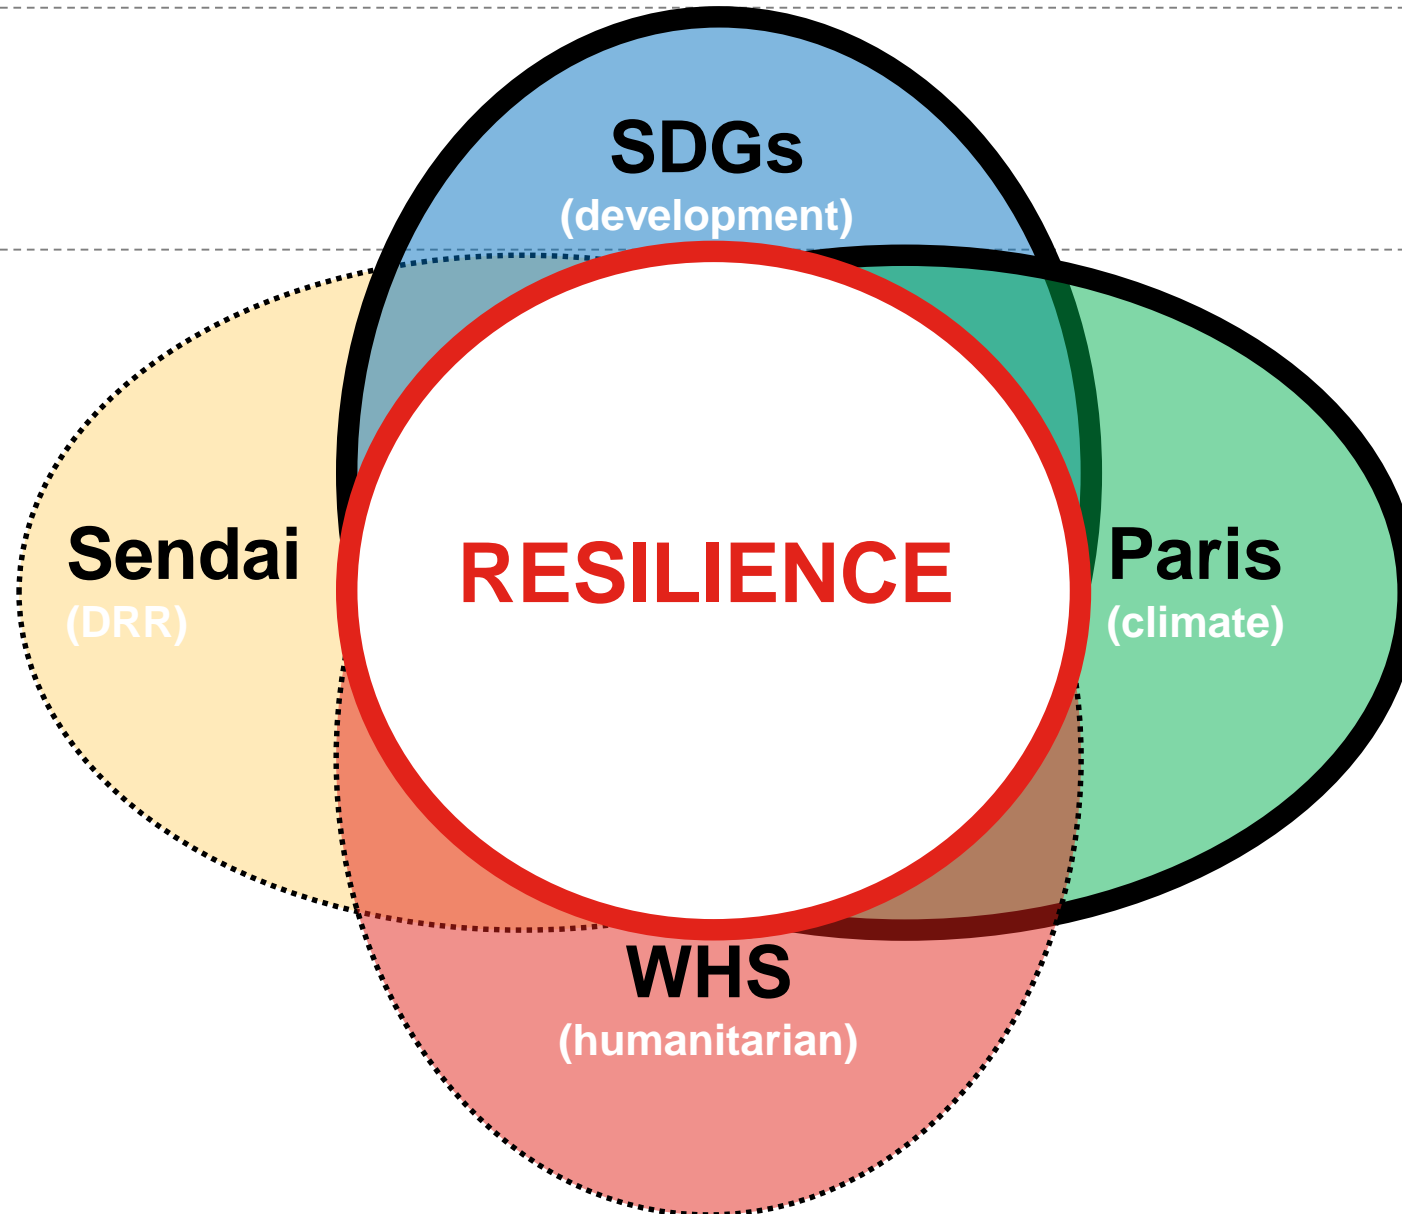 SDGs
(development)
Sendai
(DRR)
RESILIENCE
Paris
(climate)
WHS
(humanitarian)